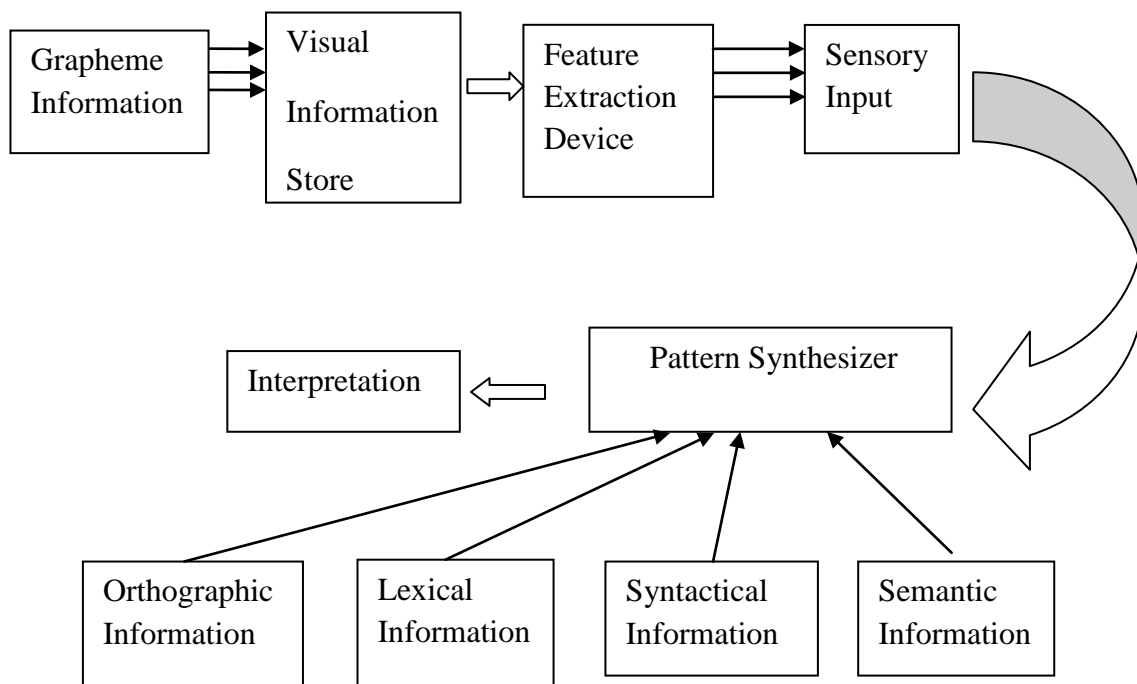 Grapheme
Information
Visual
Information
Store
Feature
Extraction
Device
Sensory
Input
Pattern Synthesizer
Interpretation
Orthographic
Information
Lexical
Information
Syntactical
Information
Semantic
Information